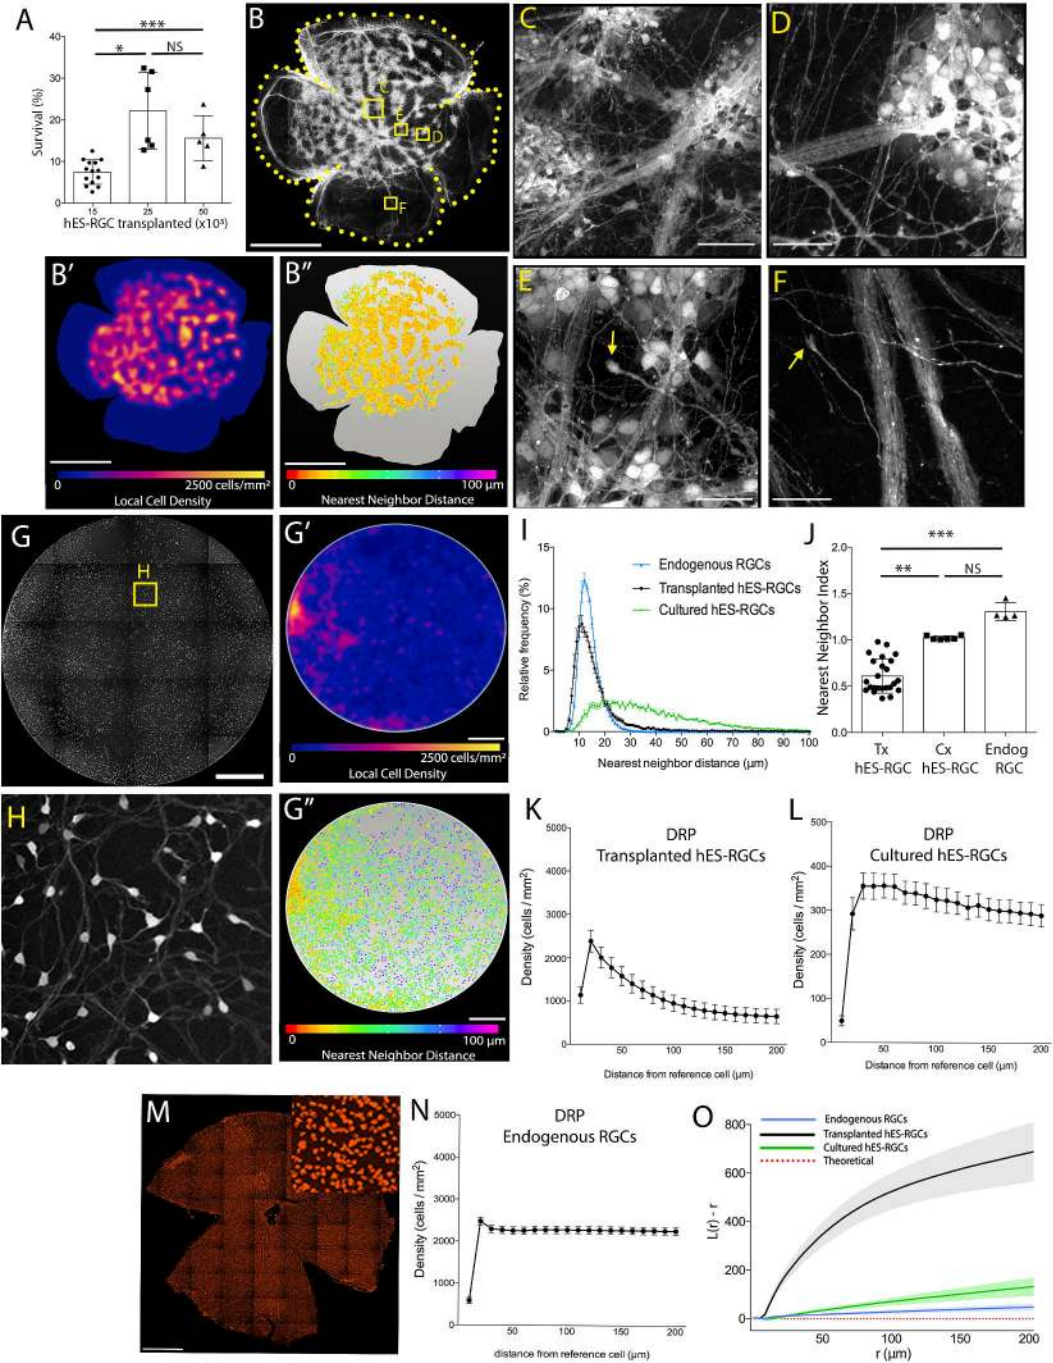 A
***
*
NS
40
30
20
10
0
Survival (%)
15
25
50
hES-RGC transplanted (x10³)
B
C
E
D
F
C
D
B′
0
2500 cells/mm²
Local Cell Density
B″
0
100 µm
Nearest Neighbor Distance
E
F
G
H
G′
0
2500 cells/mm²
Local Cell Density
I
15
10
5
0
Relative frequency (%)
Endogenous RGCs
Transplanted hES-RGCs
Cultured hES-RGCs
10
20
30
40
50
60
70
80
90
100
Nearest neighbor distance (µm)
J
***
**
NS
2.0
1.5
1.0
0.5
0.0
Nearest Neighbor Index
Tx
hES-RGC
Cx
hES-RGC
Endog
RGC
H
G″
0
100 µm
Nearest Neighbor Distance
K
DRP
Transplanted hES-RGCs
5000
4000
3000
2000
1000
0
Density (cells / mm²)
50
100
150
200
Distance from reference cell (µm)
L
DRP
Cultured hES-RGCs
500
400
300
200
100
0
Density (cells / mm²)
50
100
150
200
Distance from reference cell (µm)
M
N
DRP
Endogenous RGCs
5000
4000
3000
2000
1000
0
Density (cells / mm²)
50
100
150
200
distance from reference cell (µm)
O
Endogenous RGCs
Transplanted hES-RGCs
Cultured hES-RGCs
Theoretical
800
600
400
200
0
L(r) - r
50
100
150
200
r (µm)